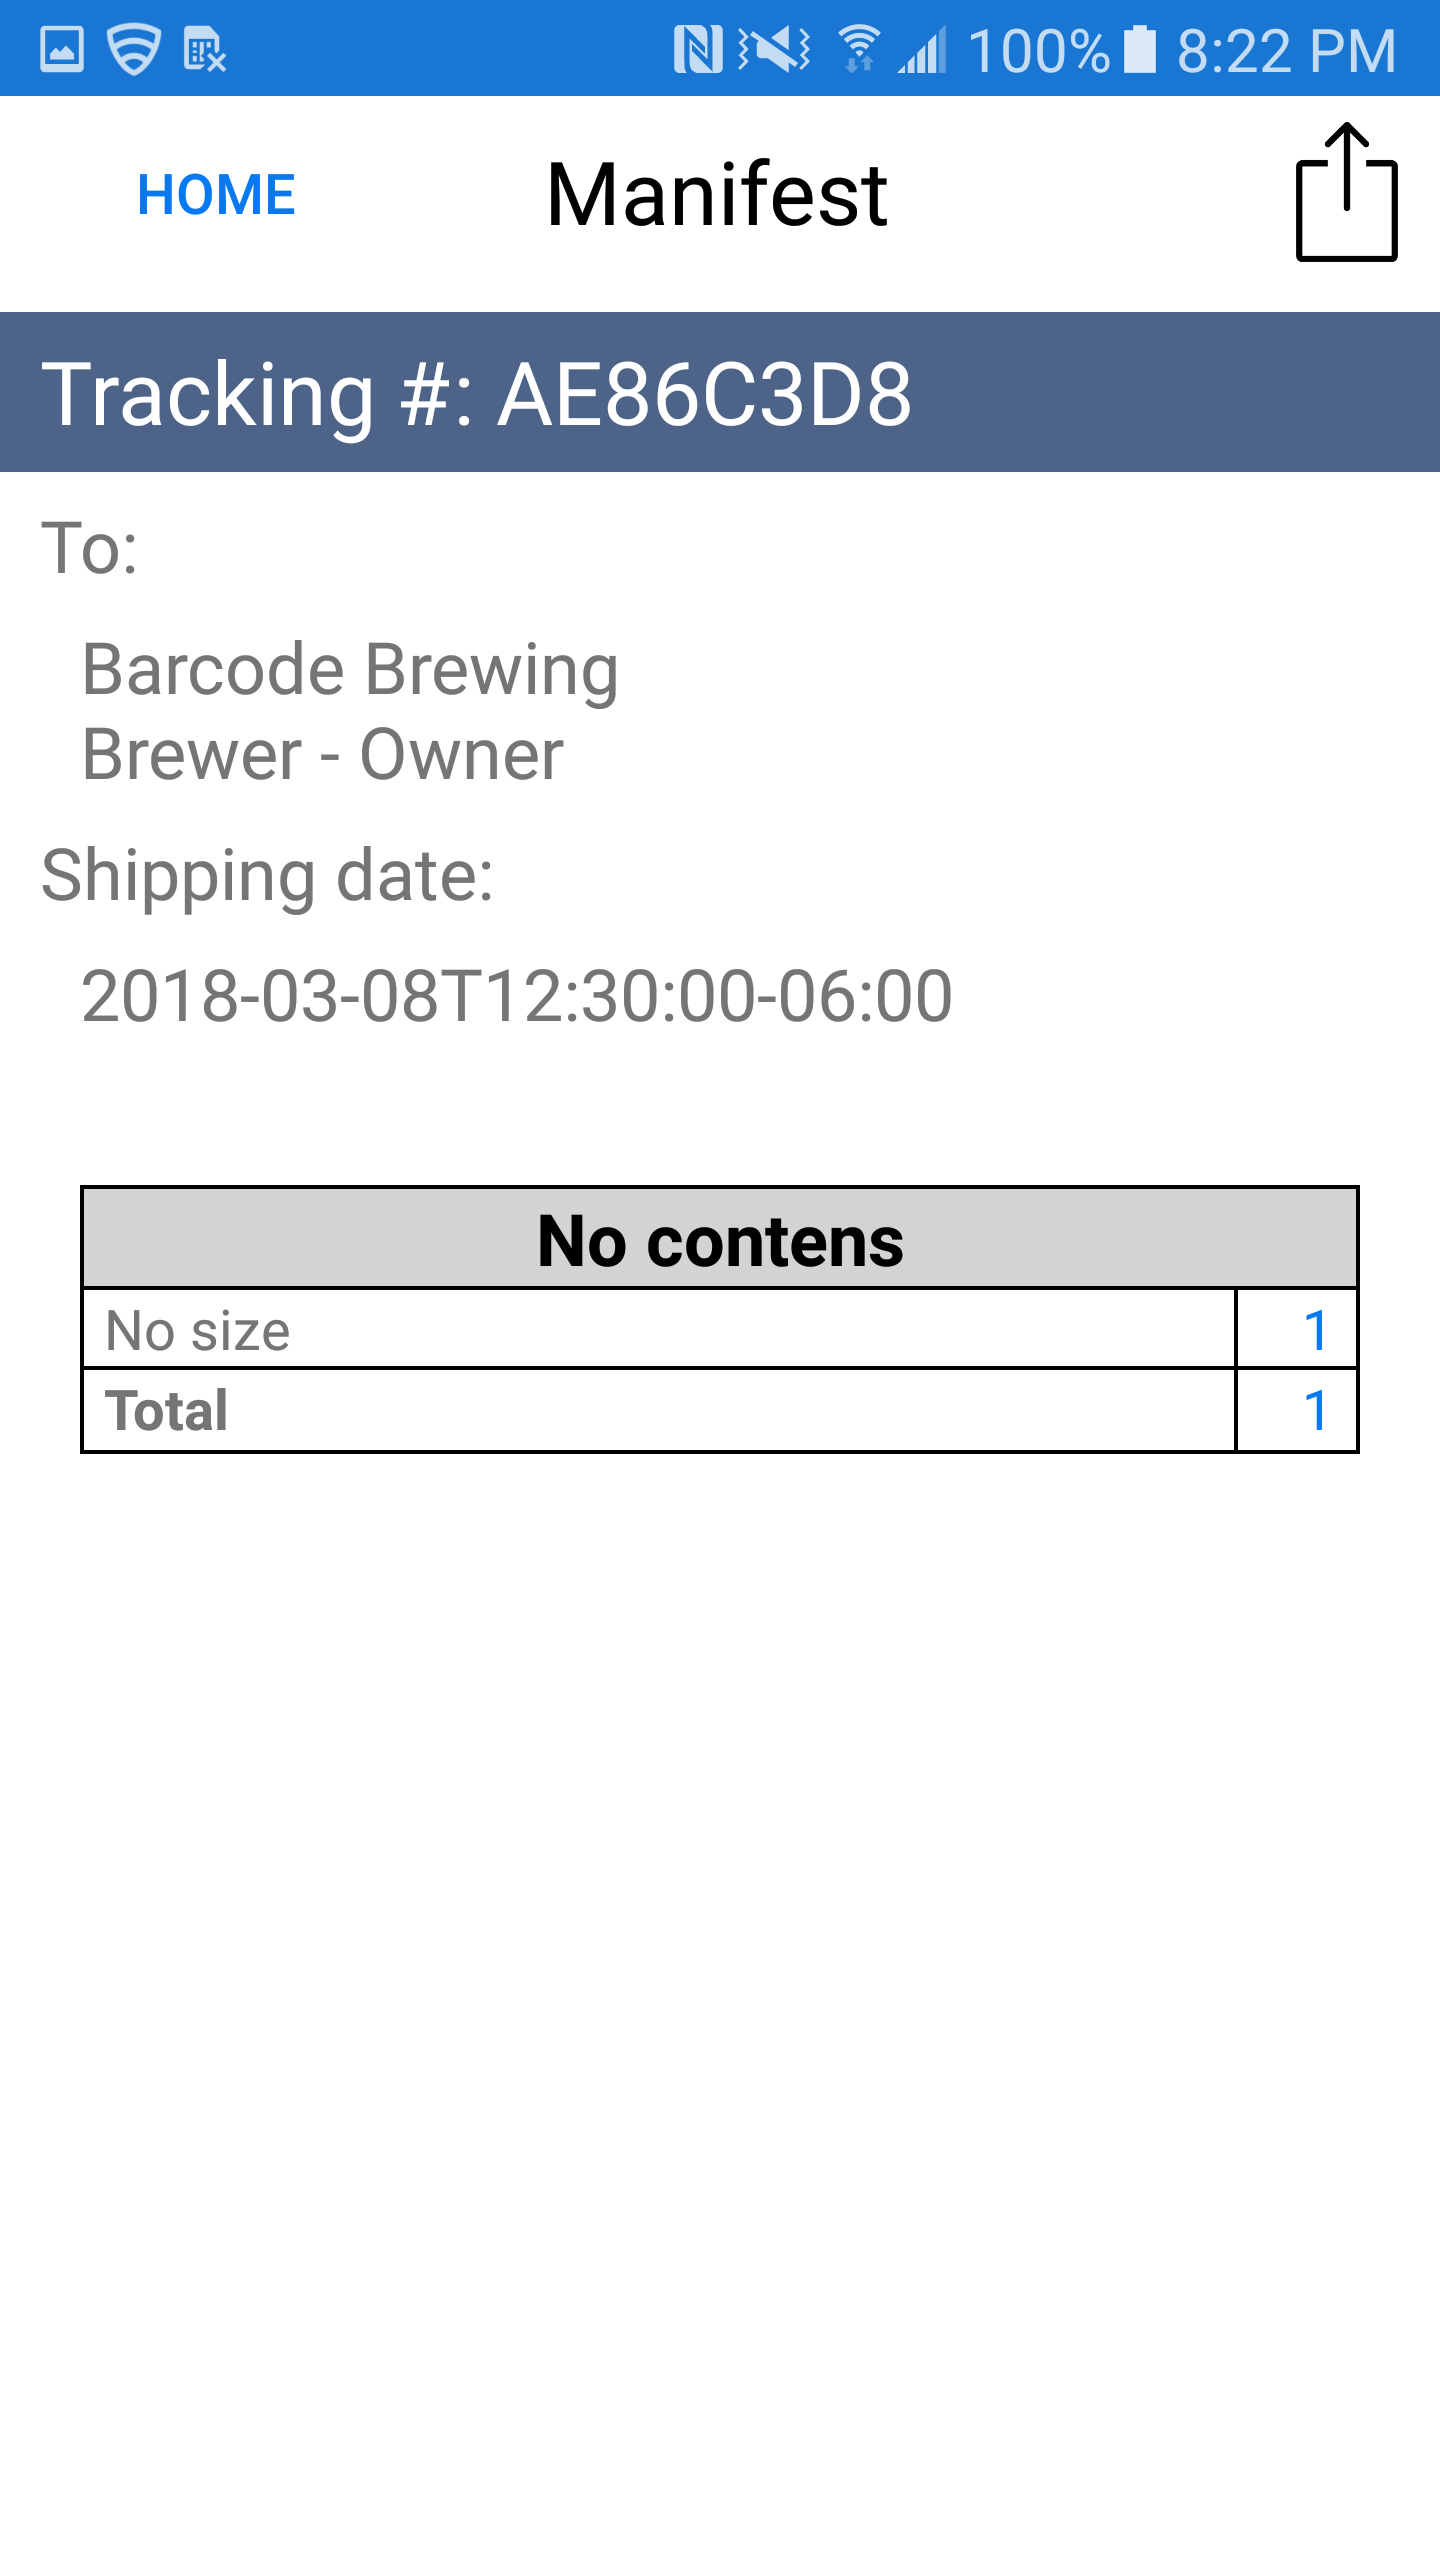 100% 8:22 PM
HOME Manifest
Tracking #: AE86C3D8
To:
Barcode Brewing
Brewer - Owner
Shipping date:
2018-03-08T12:30:00-06:00
No contens
No size 1
Total 1